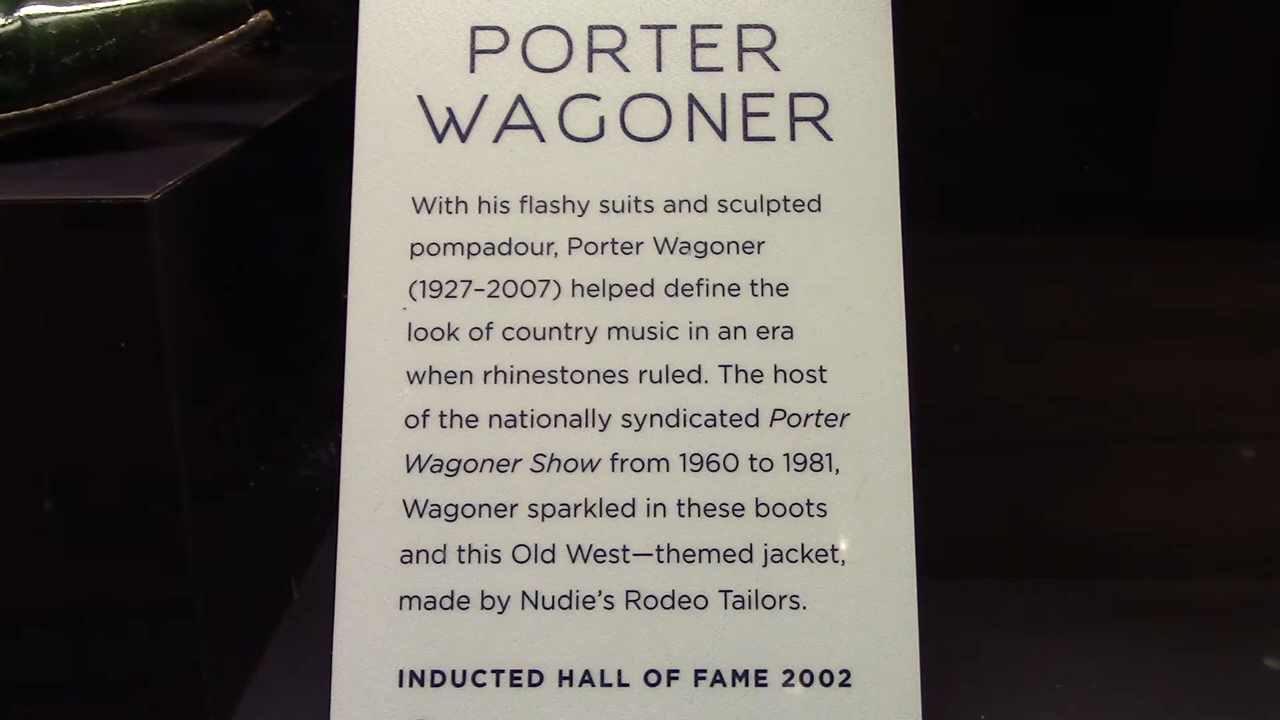 PORTER
WAGONER
With his flashy suits and sculpted
pompadour, Porter Wagoner
(1927–2007) helped define the
look of country music in an era
when rhinestones ruled. The host
of the nationally syndicated Porter
Wagoner Show from 1960 to 1981,
Wagoner sparkled in these boots
and this Old West—themed jacket,
made by Nudie’s Rodeo Tailors.
INDUCTED HALL OF FAME 2002